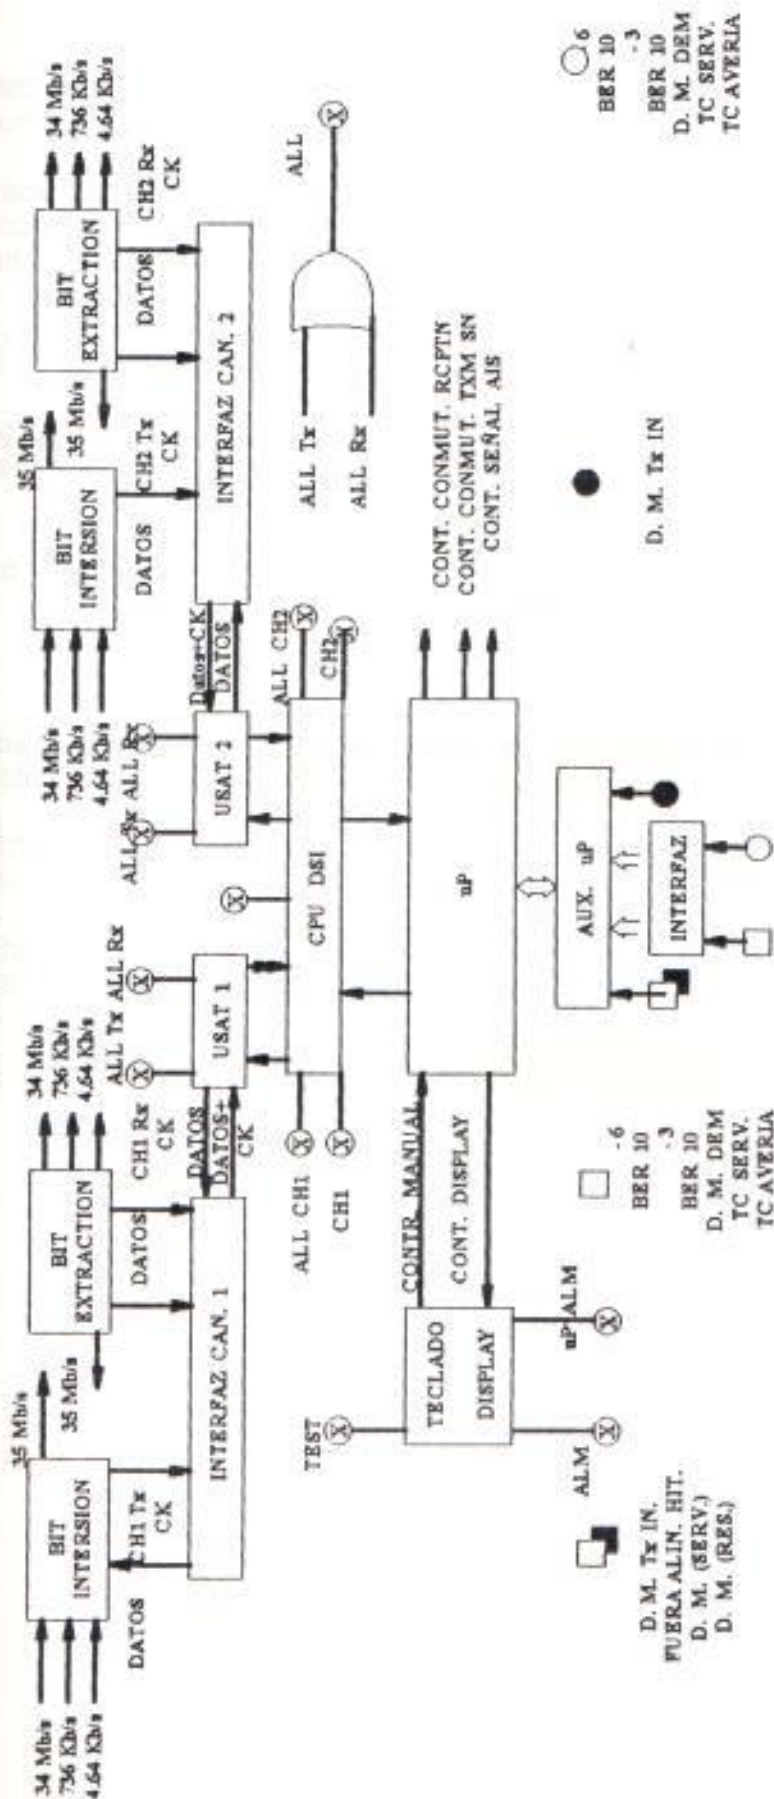 34 Mb/s
736 Kb/s
4.64 Kb/s
BIT
INTERSION
35 Mb/s
35 Mb/s
BIT
EXTRACTION
34 Mb/s
736 Kb/s
4.64 Kb/s
DATOS
CH1 Tx
CK
DATOS
CH1 Rx
CK
INTERFAZ CAN. 1
DATOS
DATOS+
CK
ALL Tx
ALL Rx
USAT 1
34 Mb/s
736 Kb/s
4.64 Kb/s
BIT
INTERSION
35 Mb/s
35 Mb/s
BIT
EXTRACTION
34 Mb/s
736 Kb/s
4.64 Kb/s
DATOS
CH2 Tx
CK
DATOS
CH2 Rx
CK
ALL Rx
USAT 2
Datos+CK
DATOS
INTERFAZ CAN. 2
ALL CH1
CH1
CPU DSI
ALL CH2
CH2
ALL Tx
ALL Rx
ALL
TEST
TECLADO
DISPLAY
ALM
uP ALM
CONTR. MANUAL
CONT. DISPLAY
uP
CONT. CONMUT. RCPTN
CONT. CONMUT. TXM SN
CONT. SEÑAL AIS
AUX. uP
INTERFAZ
D. M. Tx IN.
FUERA ALIN. HIT.
D. M. (SERV.)
D. M. (RES.)
-6
BER 10
-3
BER 10
D. M. DEM
TC SERV.
TC AVERIA
D. M. Tx IN
-6
BER 10
-3
BER 10
D. M. DEM
TC SERV.
TC AVERIA